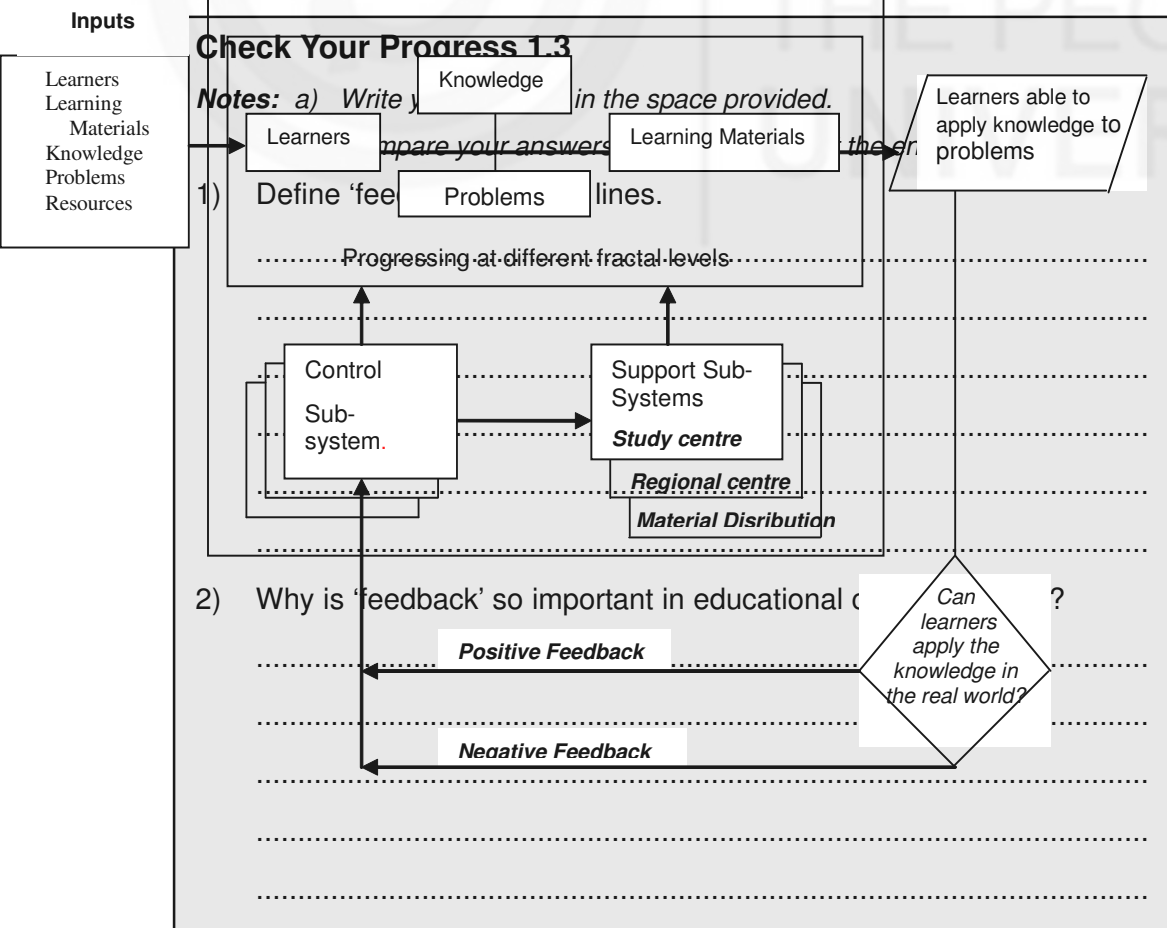 Inputs
Learners
Learning
Materials
Knowledge
Problems
Resources
Check Your Progress 1.3
Notes: a) Write in the space provided.
answers
1) Define lines.
Knowledge
Learners
Learning Materials
Problems
Progressing at different fractal levels
Learners able to
apply knowledge to
problems
Control
Sub-
system.
Support Sub-
Systems
Study centre
Regional centre
Material Disribution
2) Why is ‘feedback’ so important in educational ?
Can
learners
apply the
knowledge in
the real world?
Positive Feedback
Negative Feedback
THE